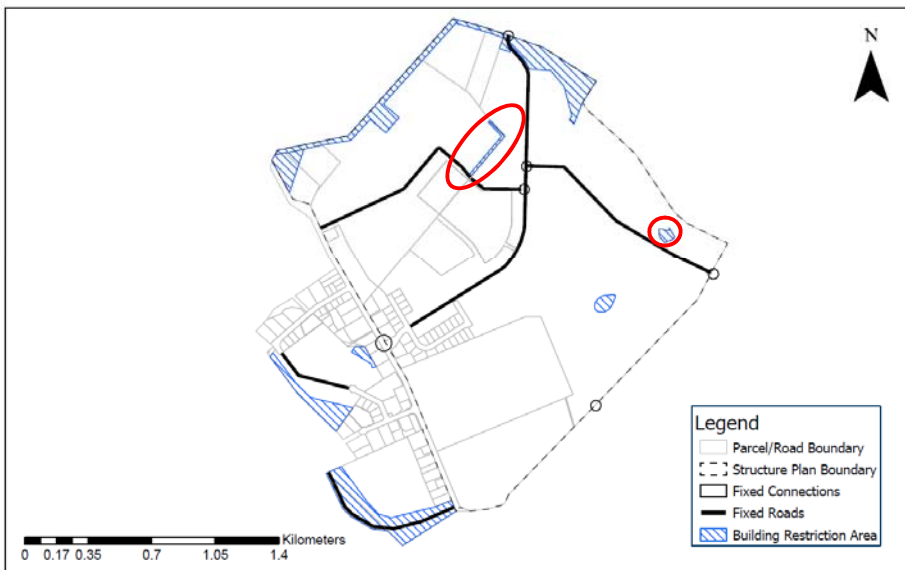 N
Legend
Parcel/Road Boundary
Structure Plan Boundary
Fixed Connections
Fixed Roads
Building Restriction Area
Kilometers
0 0.17 0.35 0.7 1.05 1.4